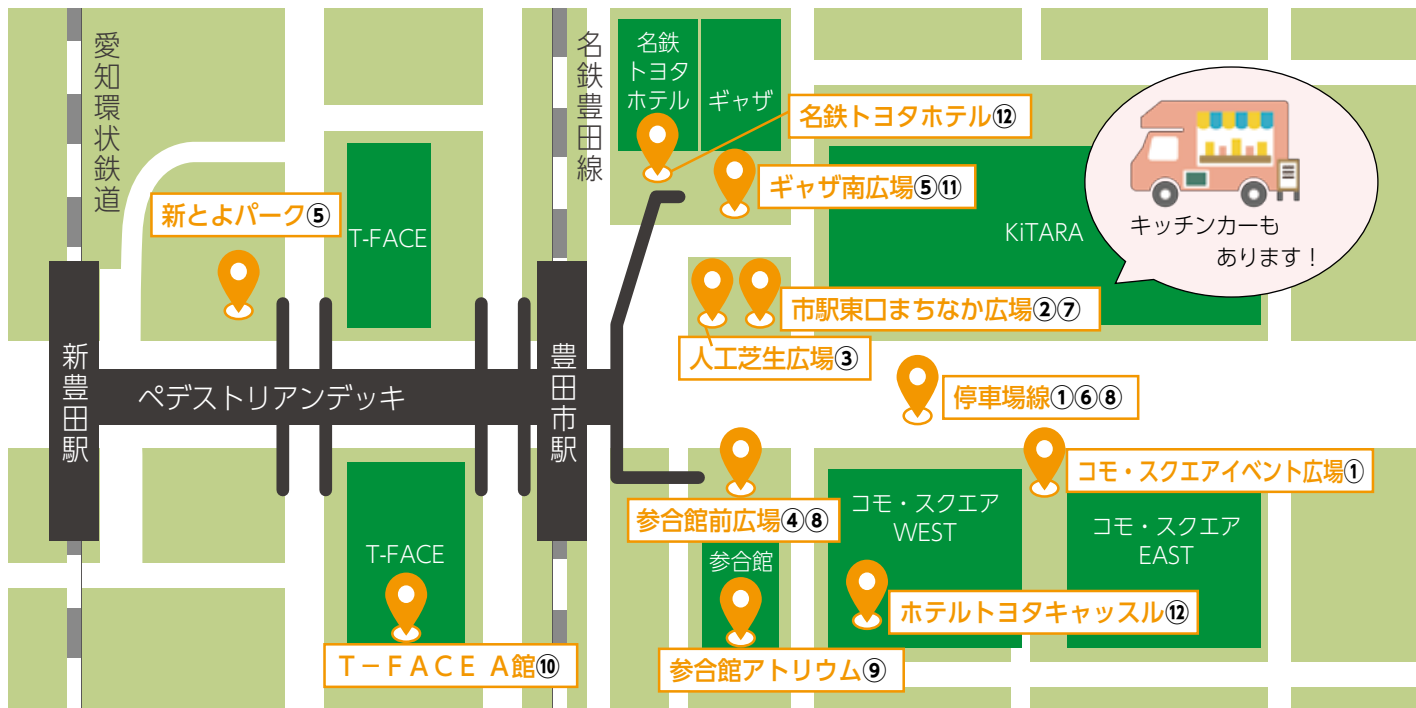 愛知環状鉄道
名鉄豊田線
名鉄
トヨタ
ホテル
ギャザ
名鉄トヨタホテル⑫
ギャザ南広場⑤⑪
新とよパーク⑤
T-FACE
KiTARA
キッチンカーも
あります！
市駅東口まちなか広場②⑦
人工芝生広場③
新豊田駅
ペデストリアンデッキ
豊田市駅
停車場線①⑥⑧
コモ・スクエアイベント広場①
参合館前広場④⑧
コモ・スクエア
WEST
コモ・スクエア
EAST
T-FACE
参合館
ホテルトヨタキャッスル⑫
T－FACE A館⑩
参合館アトリウム⑨